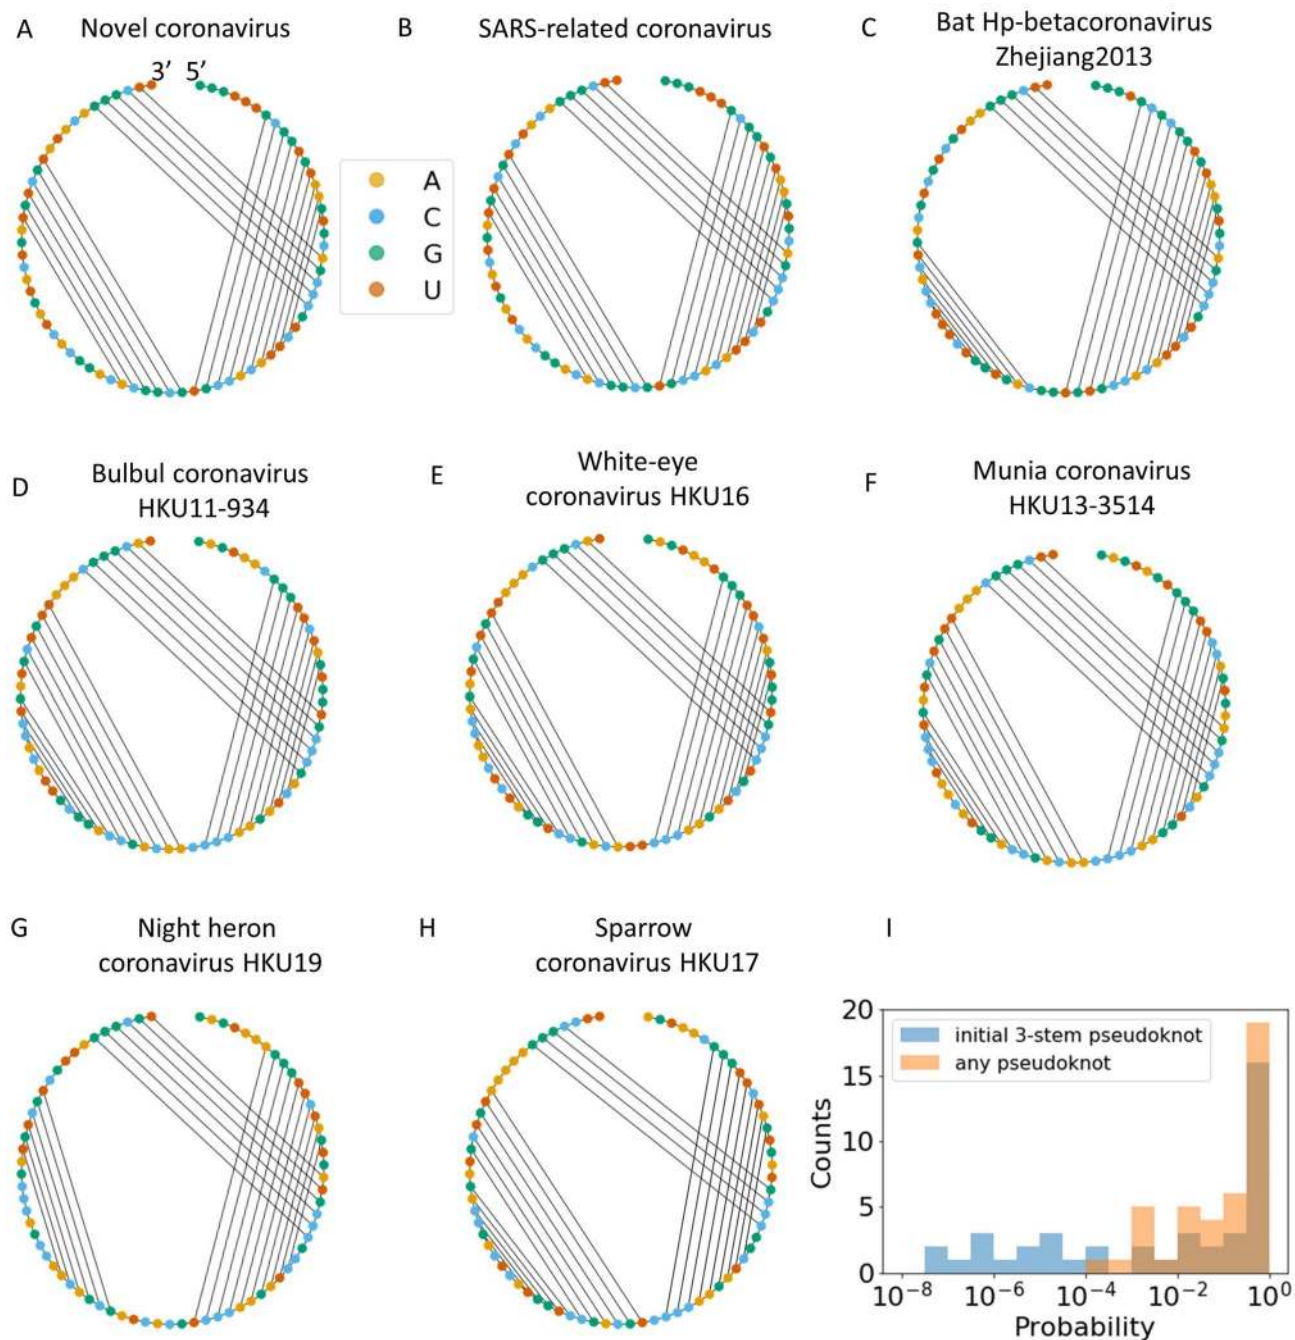 A
Novel coronavirus
3' 5'
B
SARS-related coronavirus
C
Bat Hp-betacoronavirus
Zhejiang2013
A
C
G
U
D
Bulbul coronavirus
HKU11-934
E
White-eye
coronavirus HKU16
F
Munia coronavirus
HKU13-3514
G
Night heron
coronavirus HKU19
H
Sparrow
coronavirus HKU17
I
initial 3-stem pseudoknot
any pseudoknot
Counts
20
15
10
5
0
10⁻⁸ 10⁻⁶ 10⁻⁴ 10⁻² 10⁰
Probability